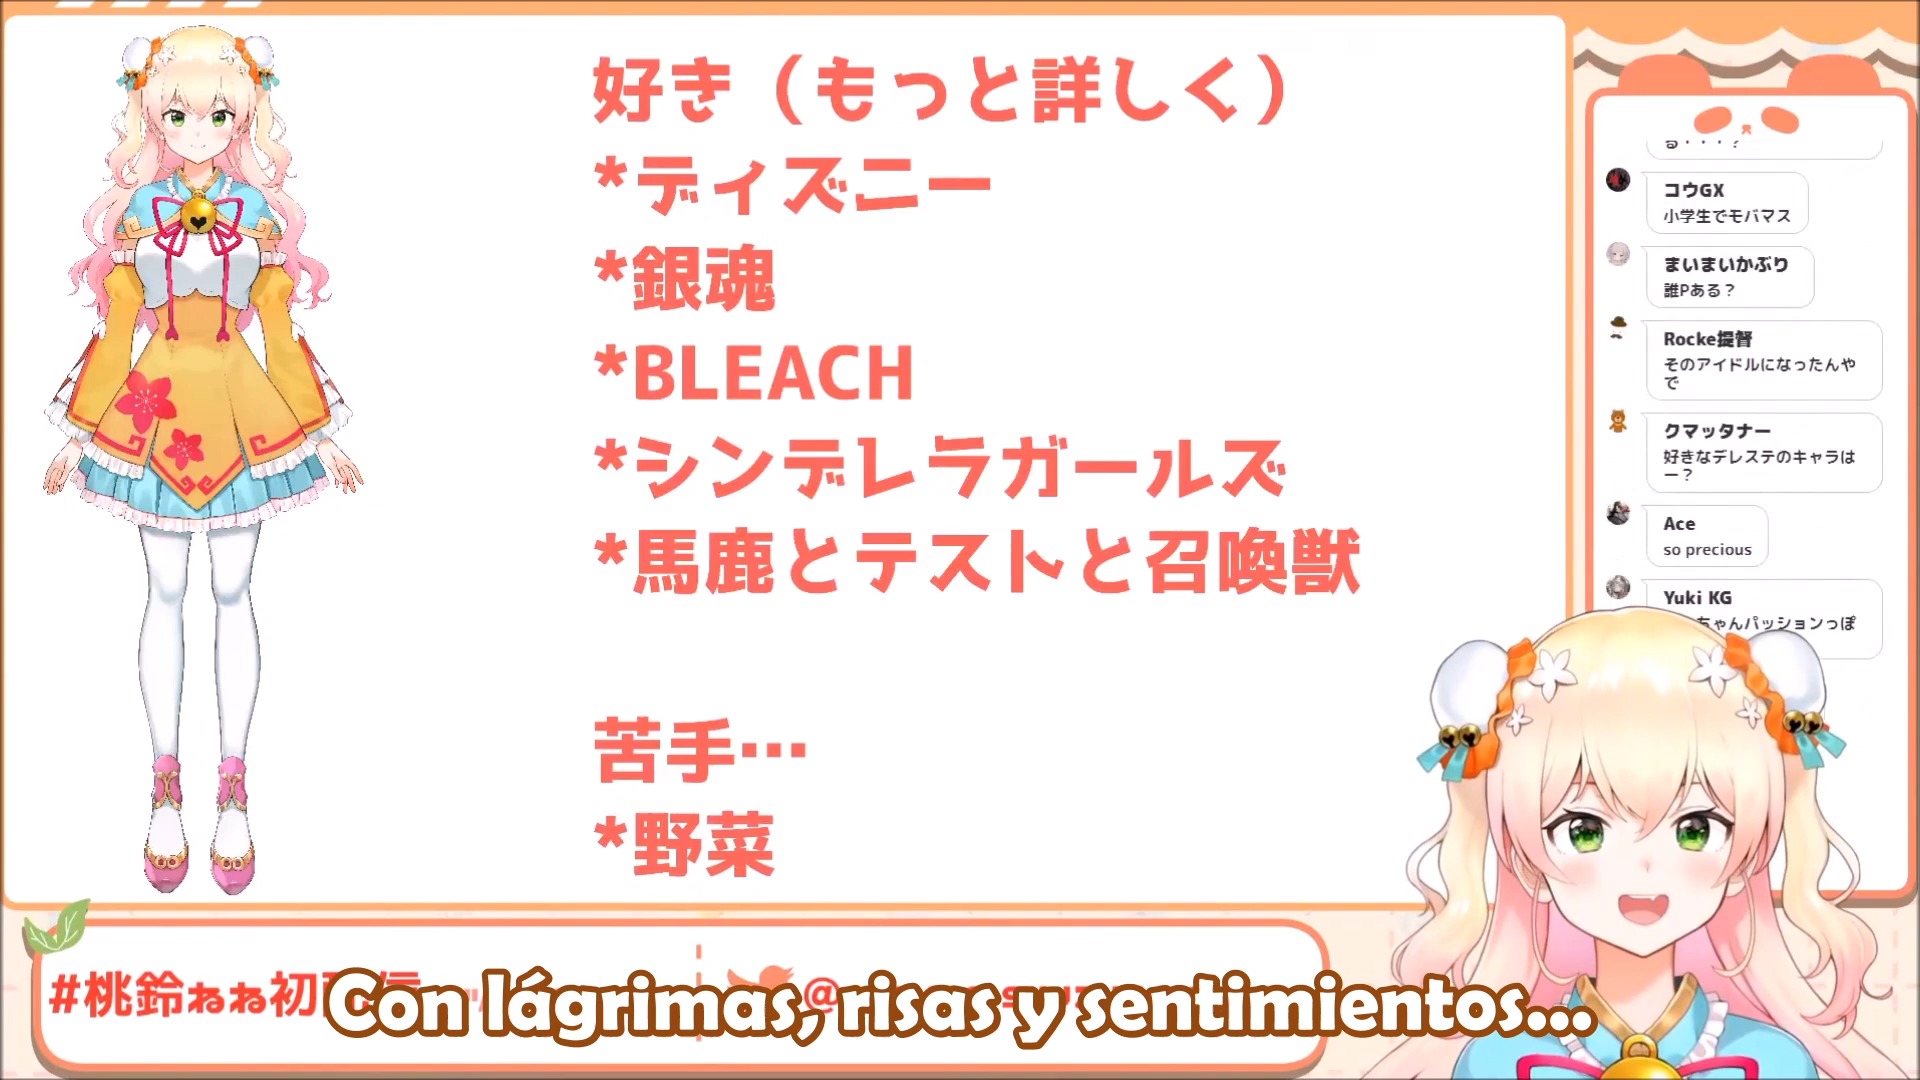 好き（もっと詳しく）
*ディズニー
*銀魂
*BLEACH
*シンデレラガールズ
*馬鹿とテストと召喚獣
苦手…
*野菜
る・・・？
コウGX
小学生でモバマス
まいまいかぶり
誰Pある？
Rocke提督
そのアイドルになったんや
で
クマッタナー
好きなデレステのキャラは
ー？
Ace
so precious
Yuki KG
ちゃんパッションっぽ
#桃鈴ねね初配信
@
Con lágrimas, risas y sentimientos...